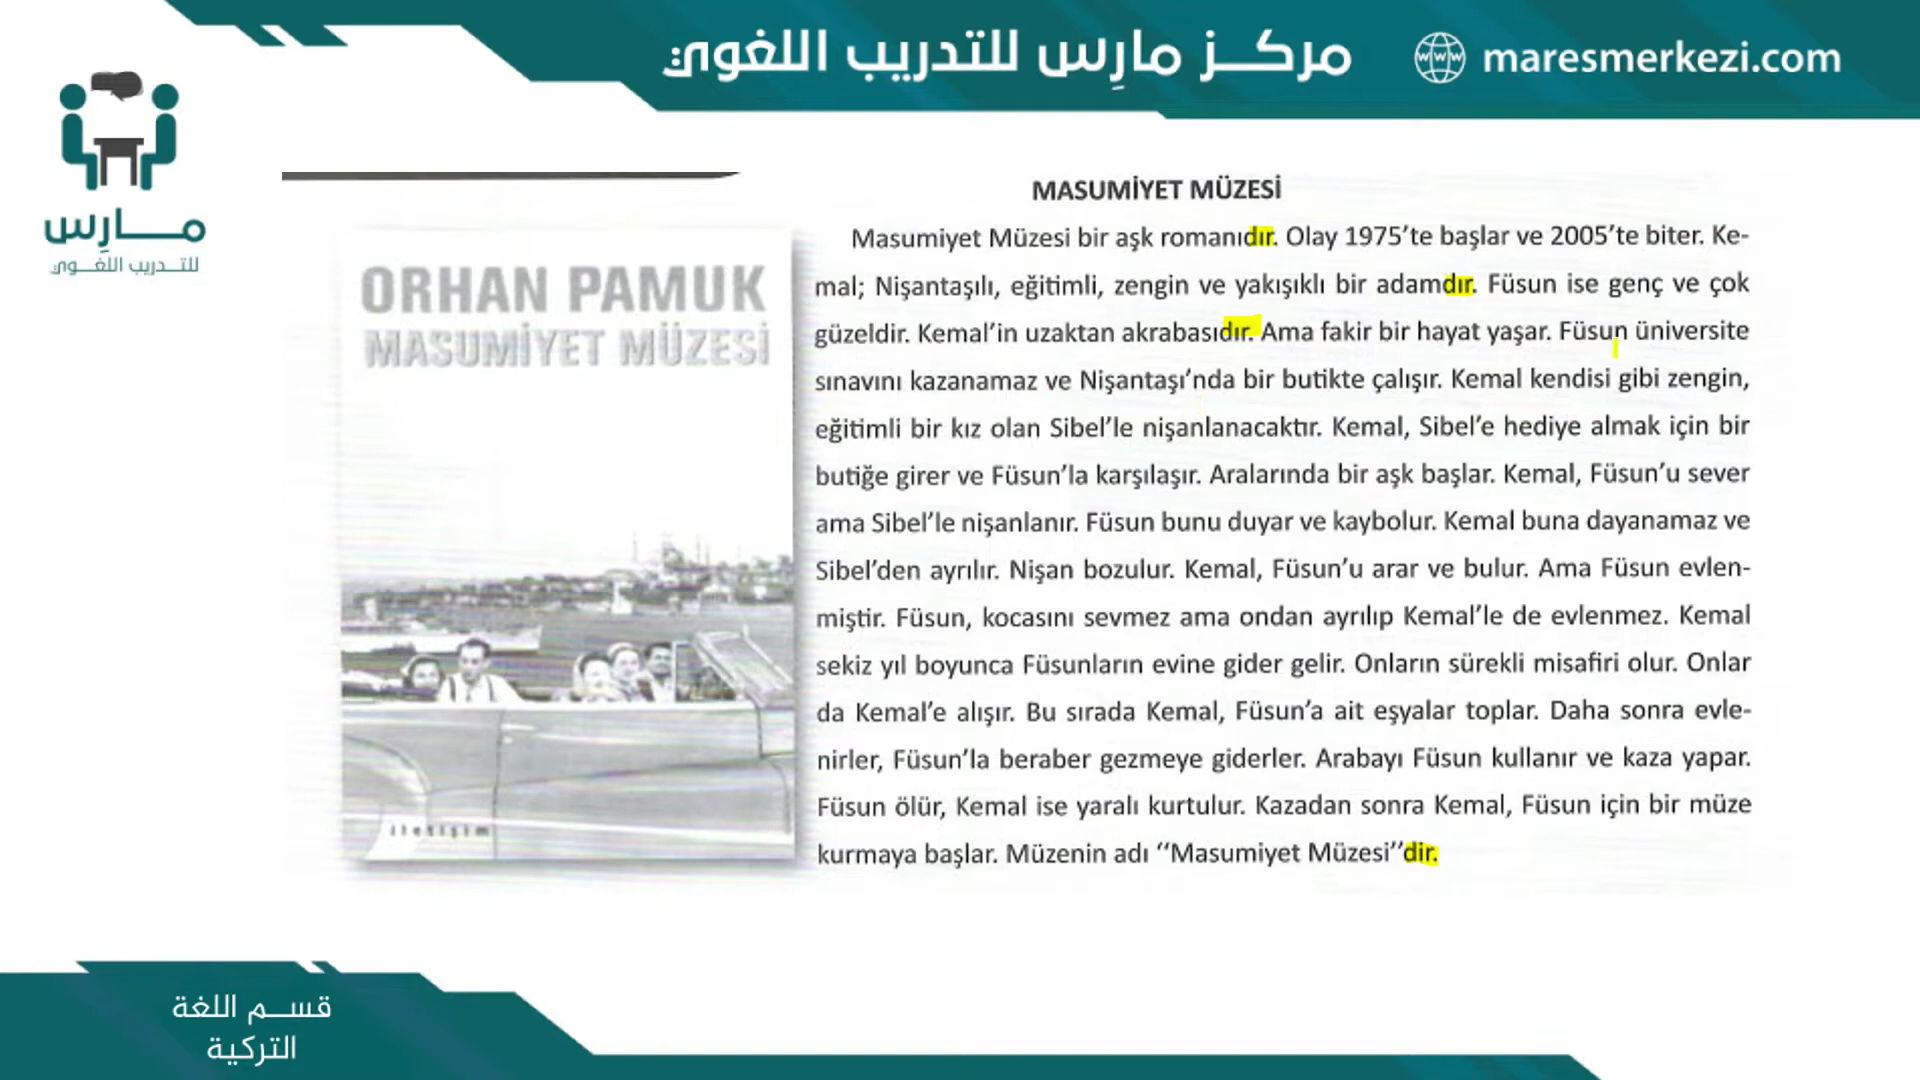 مركـــز مارِس للتدريب اللغوي
www
maresmerkezi.com
مــــارِس
للتــدريب اللغــوي
ORHAN PAMUK
MASUMİYET MÜZESİ
iletişim
MASUMİYET MÜZESİ
Masumiyet Müzesi bir aşk romanıdır. Olay 1975’te başlar ve 2005’te biter. Ke-
mal; Nişantaşılı, eğitimli, zengin ve yakışıklı bir adamdır. Füsun ise genç ve çok
güzeldir. Kemal’in uzaktan akrabasıdır. Ama fakir bir hayat yaşar. Füsun üniversite
sınavını kazanamaz ve Nişantaşı’nda bir butikte çalışır. Kemal kendisi gibi zengin,
eğitimli bir kız olan Sibel’le nişanlanacaktır. Kemal, Sibel’e hediye almak için bir
butiğe girer ve Füsun’la karşılaşır. Aralarında bir aşk başlar. Kemal, Füsun’u sever
ama Sibel’le nişanlanır. Füsun bunu duyar ve kaybolur. Kemal buna dayanamaz ve
Sibel’den ayrılır. Nişan bozulur. Kemal, Füsun’u arar ve bulur. Ama Füsun evlen-
miştir. Füsun, kocasını sevmez ama ondan ayrılıp Kemal’le de evlenmez. Kemal
sekiz yıl boyunca Füsunların evine gider gelir. Onların sürekli misafiri olur. Onlar
da Kemal’e alışır. Bu sırada Kemal, Füsun’a ait eşyalar toplar. Daha sonra evle-
nirler, Füsun’la beraber gezmeye giderler. Arabayı Füsun kullanır ve kaza yapar.
Füsun ölür, Kemal ise yaralı kurtulur. Kazadan sonra Kemal, Füsun için bir müze
kurmaya başlar. Müzenin adı ‘‘Masumiyet Müzesi’’dir.
قســـم اللغة
التركية